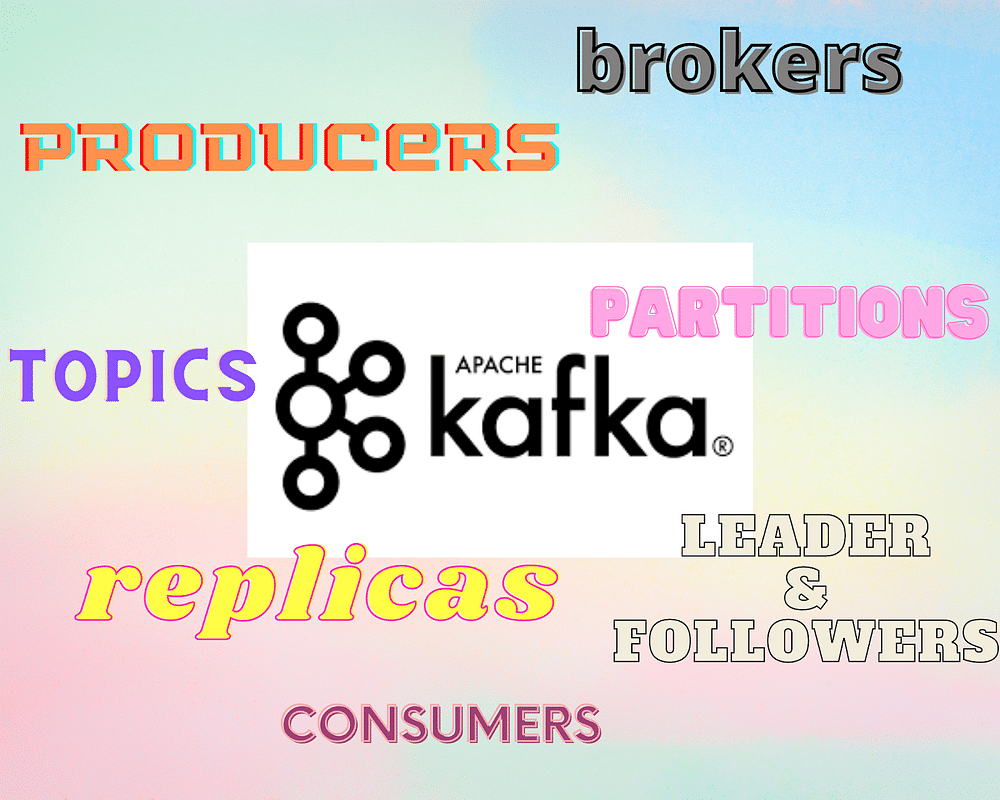 brokers
PRODUCERS
PARTITIONS
TOPICS
APACHE
kafka®
LEADER
&
FOLLOWERS
replicas
CONSUMERS